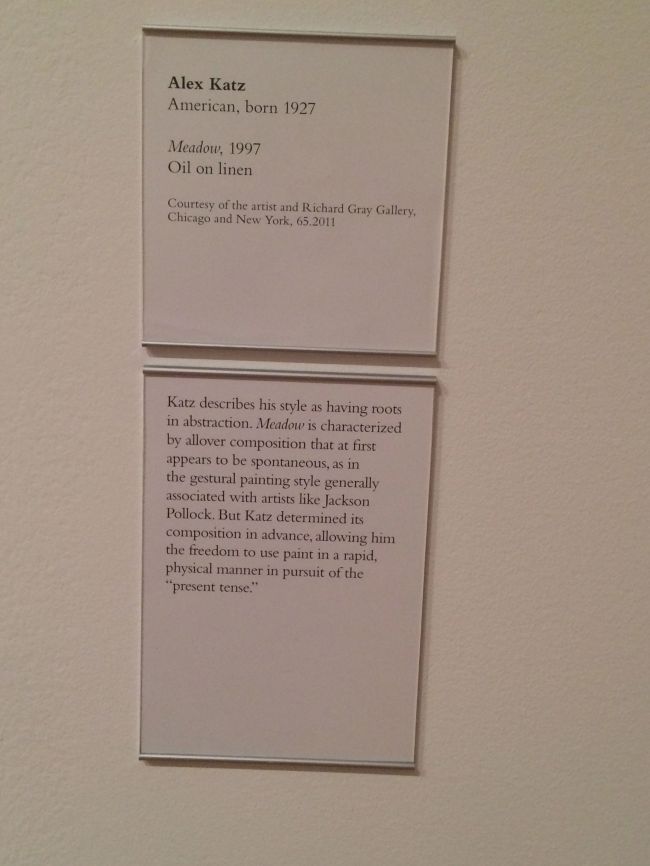 Alex Katz
American, born 1927
Meadow, 1997
Oil on linen
Courtesy of the artist and Richard Gray Gallery,
Chicago and New York, 65.2011
Katz describes his style as having roots
in abstraction. Meadow is characterized
by allover composition that at first
appears to be spontaneous, as in
the gestural painting style generally
associated with artists like Jackson
Pollock. But Katz determined its
composition in advance, allowing him
the freedom to use paint in a rapid,
physical manner in pursuit of the
“present tense.”